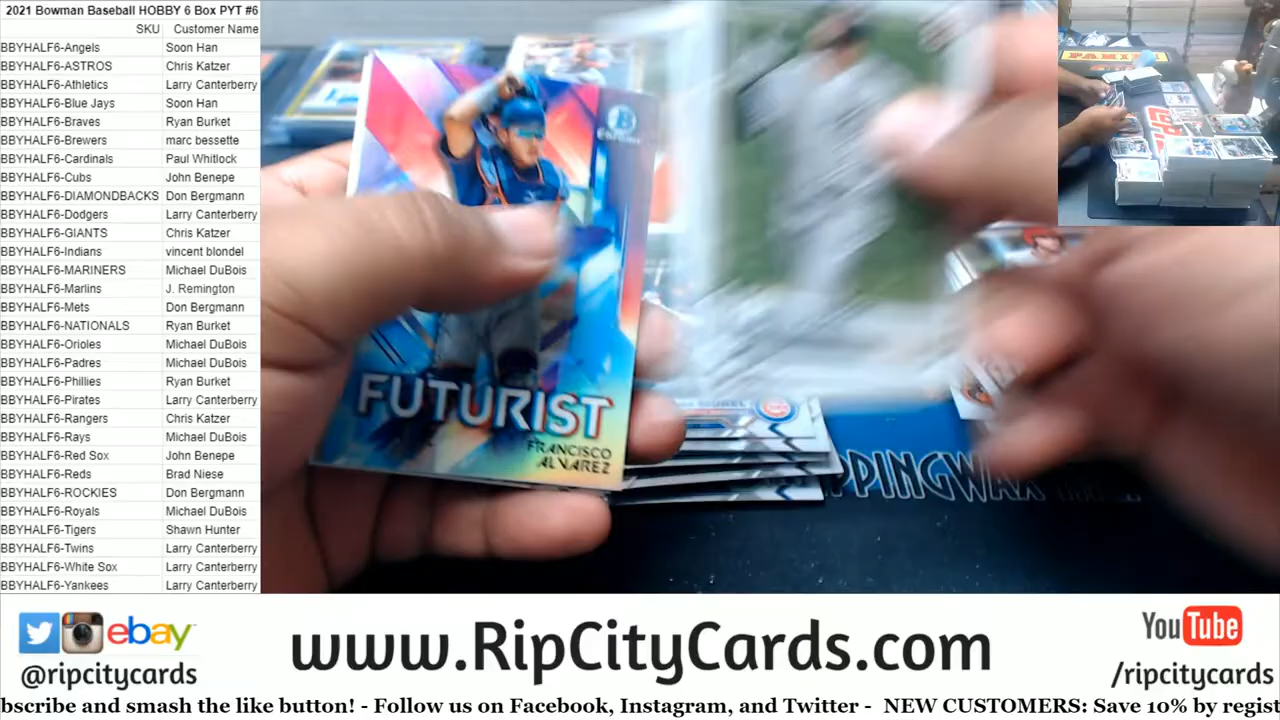 2021 Bowman Baseball HOBBY 6 Box PYT #6
SKU Customer Name
BBYHALF6-Angels Soon Han
BBYHALF6-ASTROS Chris Katzer
BBYHALF6-Athletics Larry Canterberry
BBYHALF6-Blue Jays Soon Han
BBYHALF6-Braves Ryan Burket
BBYHALF6-Brewers marc bessette
BBYHALF6-Cardinals Paul Whitlock
BBYHALF6-Cubs John Benepe
BBYHALF6-DIAMONDBACKS Don Bergmann
BBYHALF6-Dodgers Larry Canterberry
BBYHALF6-GIANTS Chris Katzer
BBYHALF6-Indians vincent blondel
BBYHALF6-MARINERS Michael DuBois
BBYHALF6-Marlins J. Remington
BBYHALF6-Mets Don Bergmann
BBYHALF6-NATIONALS Ryan Burket
BBYHALF6-Orioles Michael DuBois
BBYHALF6-Padres Michael DuBois
BBYHALF6-Phillies Ryan Burket
BBYHALF6-Pirates Larry Canterberry
BBYHALF6-Rangers Chris Katzer
BBYHALF6-Rays Michael DuBois
BBYHALF6-Red Sox John Benepe
BBYHALF6-Reds Brad Niese
BBYHALF6-ROCKIES Don Bergmann
BBYHALF6-Royals Michael DuBois
BBYHALF6-Tigers Shawn Hunter
BBYHALF6-Twins Larry Canterberry
BBYHALF6-White Sox Larry Canterberry
BBYHALF6-Yankees Larry Canterberry
FUTURIST
FRANCISCO
ALVAREZ
PANINI
PPINGWAX
ebay
@ripcitycards
www.RipCityCards.com
YouTube
/ripcitycards
bscribe and smash the like button! - Follow us on Facebook, Instagram, and Twitter - NEW CUSTOMERS: Save 10% by regist